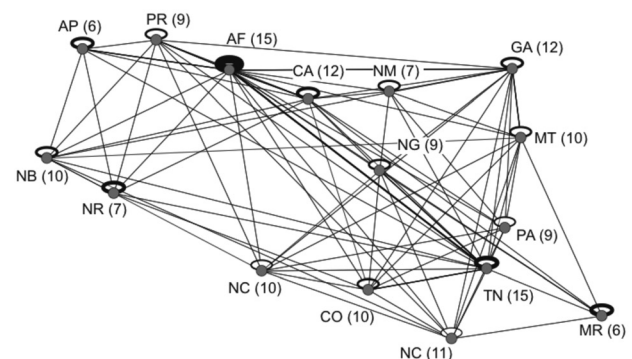 PR (9)
AP (6)
AF (15)
GA (12)
CA (12)
NM (7)
MT (10)
NG (9)
NB (10)
NR (7)
PA (9)
NC (10)
TN (15)
CO (10)
MR (6)
NC (11)